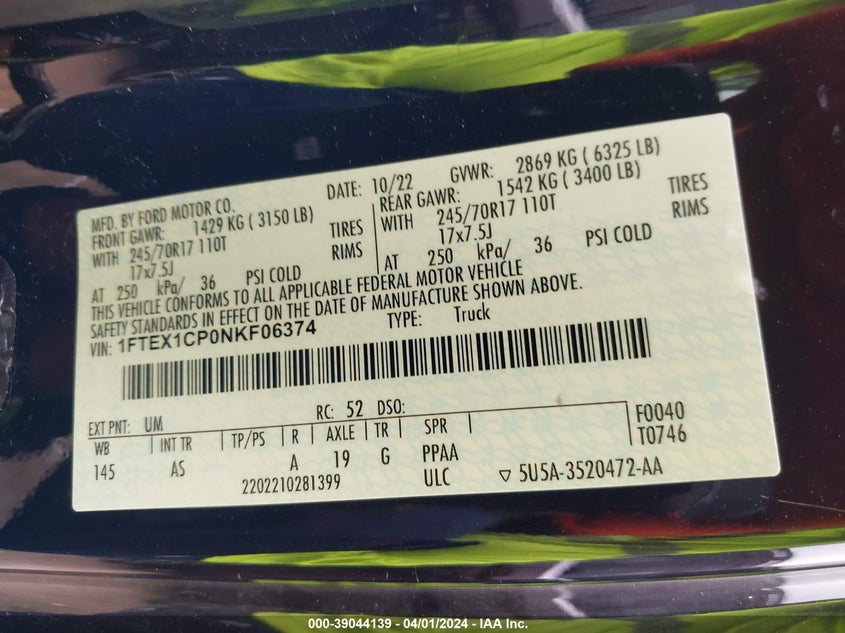 MFD. BY FORD MOTOR CO. DATE: 10/22 GVWR: 2869 KG ( 6325 LB)
FRONT GAWR: 1429 KG ( 3150 LB) REAR GAWR: 1542 KG ( 3400 LB)
WITH 245/70R17 110T TIRES WITH 245/70R17 110T TIRES
17x7.5J RIMS 17x7.5J RIMS
AT 250 kPa/ 36 PSI COLD AT 250 kPa/ 36 PSI COLD
THIS VEHICLE CONFORMS TO ALL APPLICABLE FEDERAL MOTOR VEHICLE
SAFETY STANDARDS IN EFFECT ON THE DATE OF MANUFACTURE SHOWN ABOVE.
VIN: 1FTEX1CP0NKF06374 TYPE: Truck
EXT PNT: UM RC: 52 DSO: F0040
WB INT TR TP/PS R AXLE TR SPR T0746
145 AS A 19 G PPAA
2202210281399 ULC ▽ 5U5A-3520472-AA
000-39044139 - 04/01/2024 - IAA Inc.